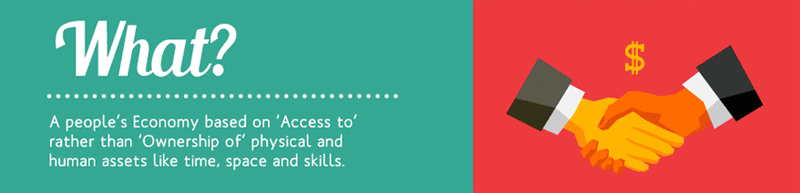 What?
A people's Economy based on 'Access to'
rather than 'Ownership of' physical and
human assets like time, space and skills.
$